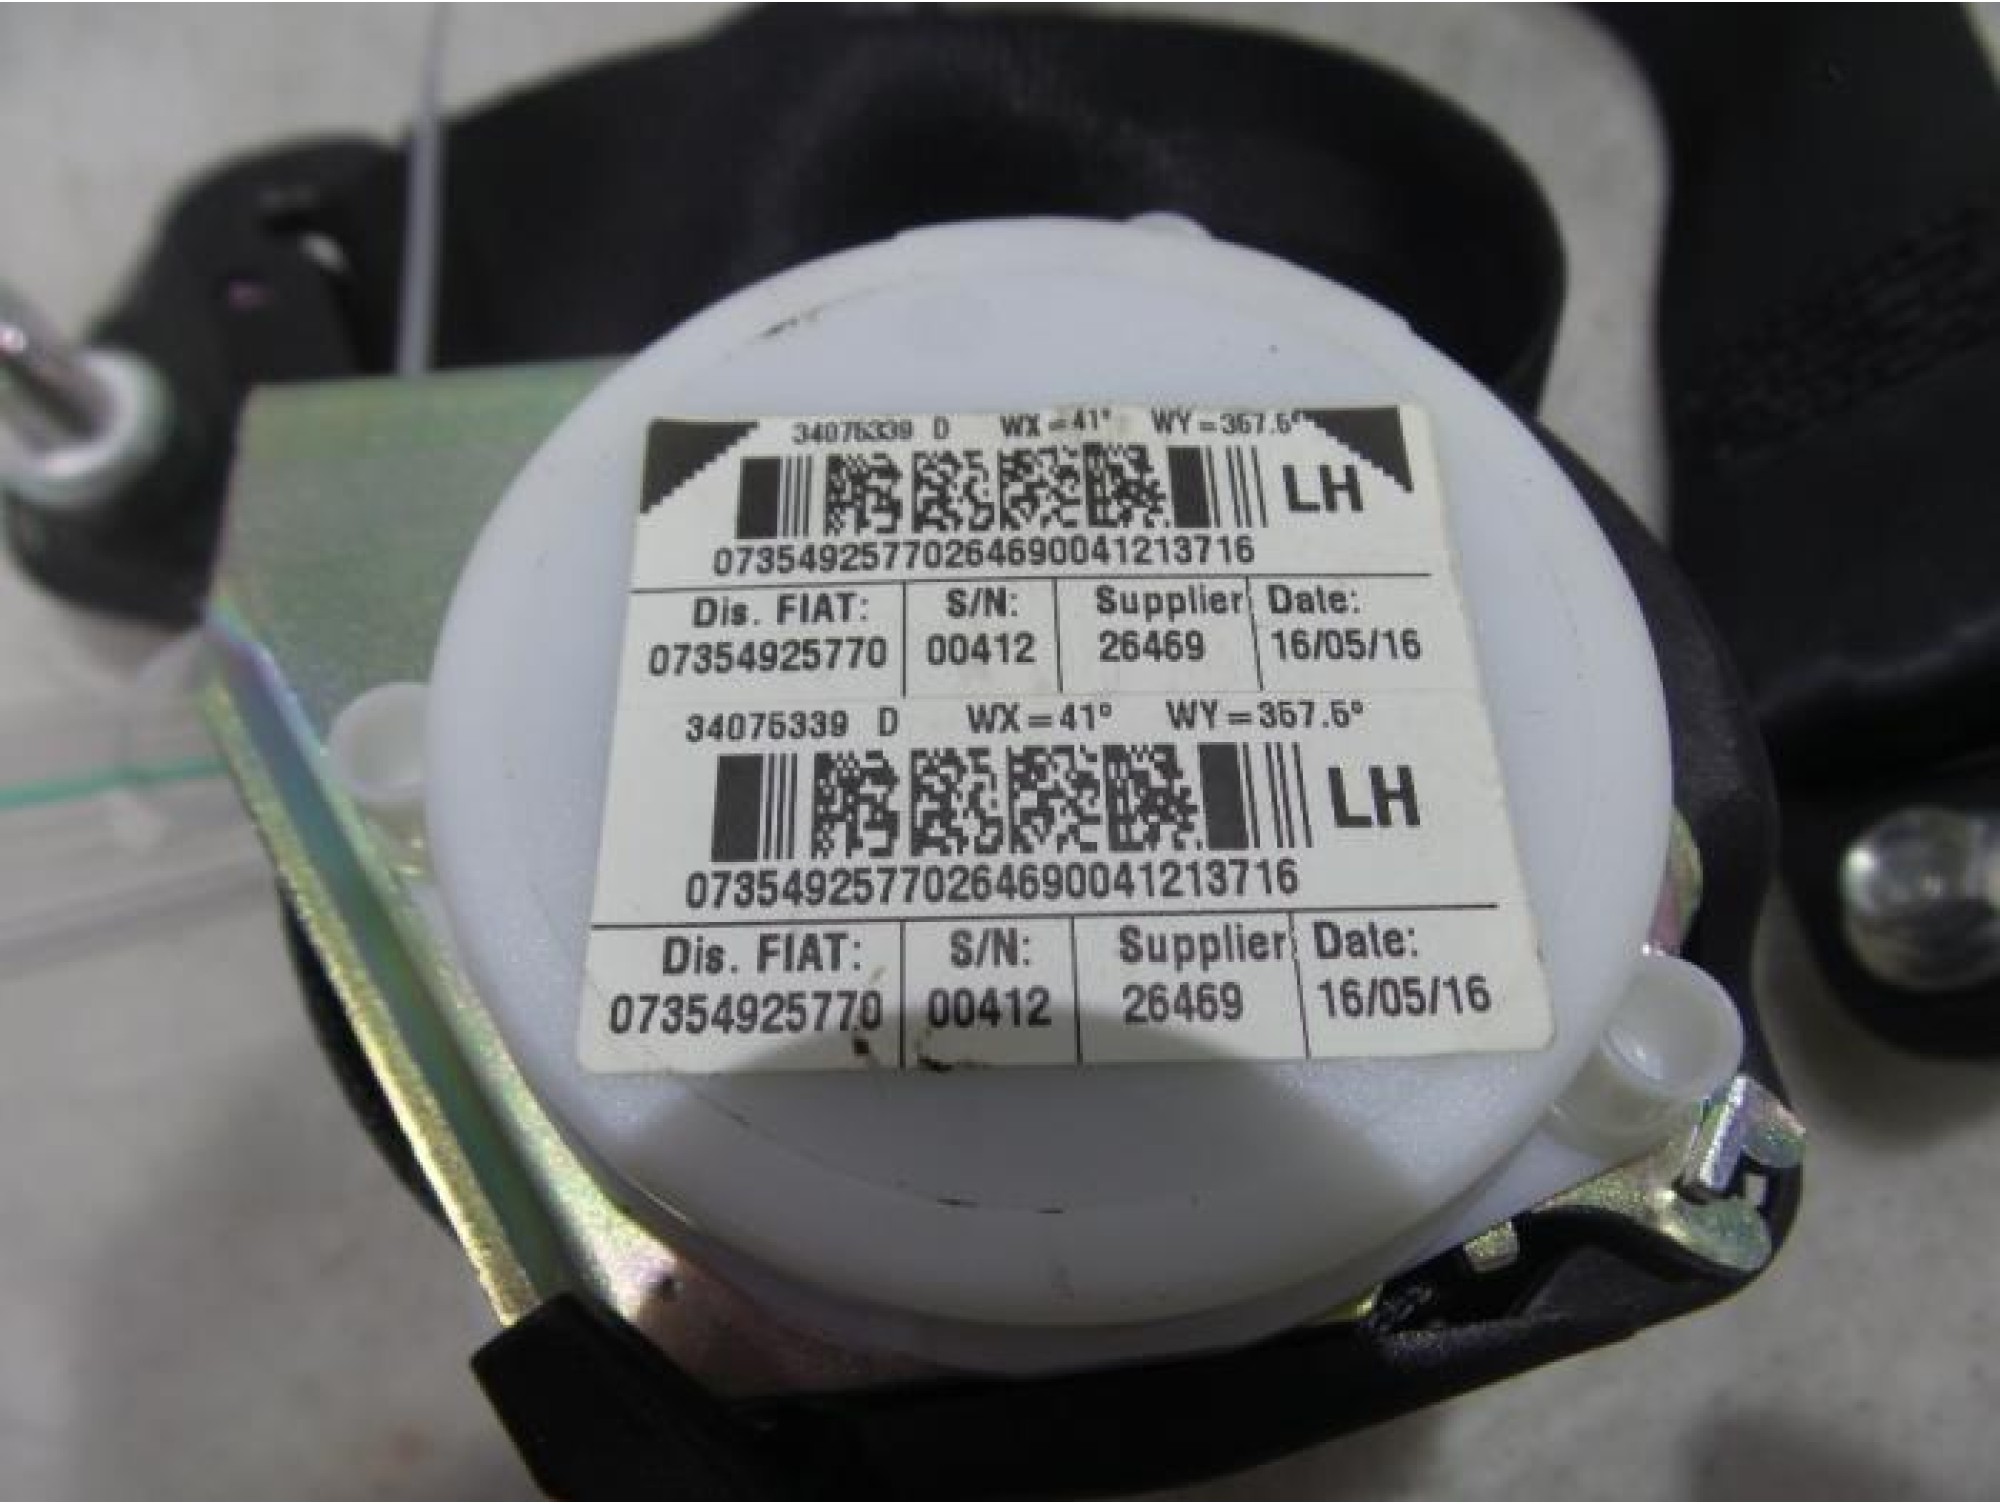 34075339 D WX=41° WY=357.5°
LH
07354925770264690041213716
Dis. FIAT: S/N: Supplier Date:
07354925770 00412 26469 16/05/16
34075339 D WX=41° WY=357.5°
LH
07354925770264690041213716
Dis. FIAT: S/N: Supplier Date:
07354925770 00412 26469 16/05/16